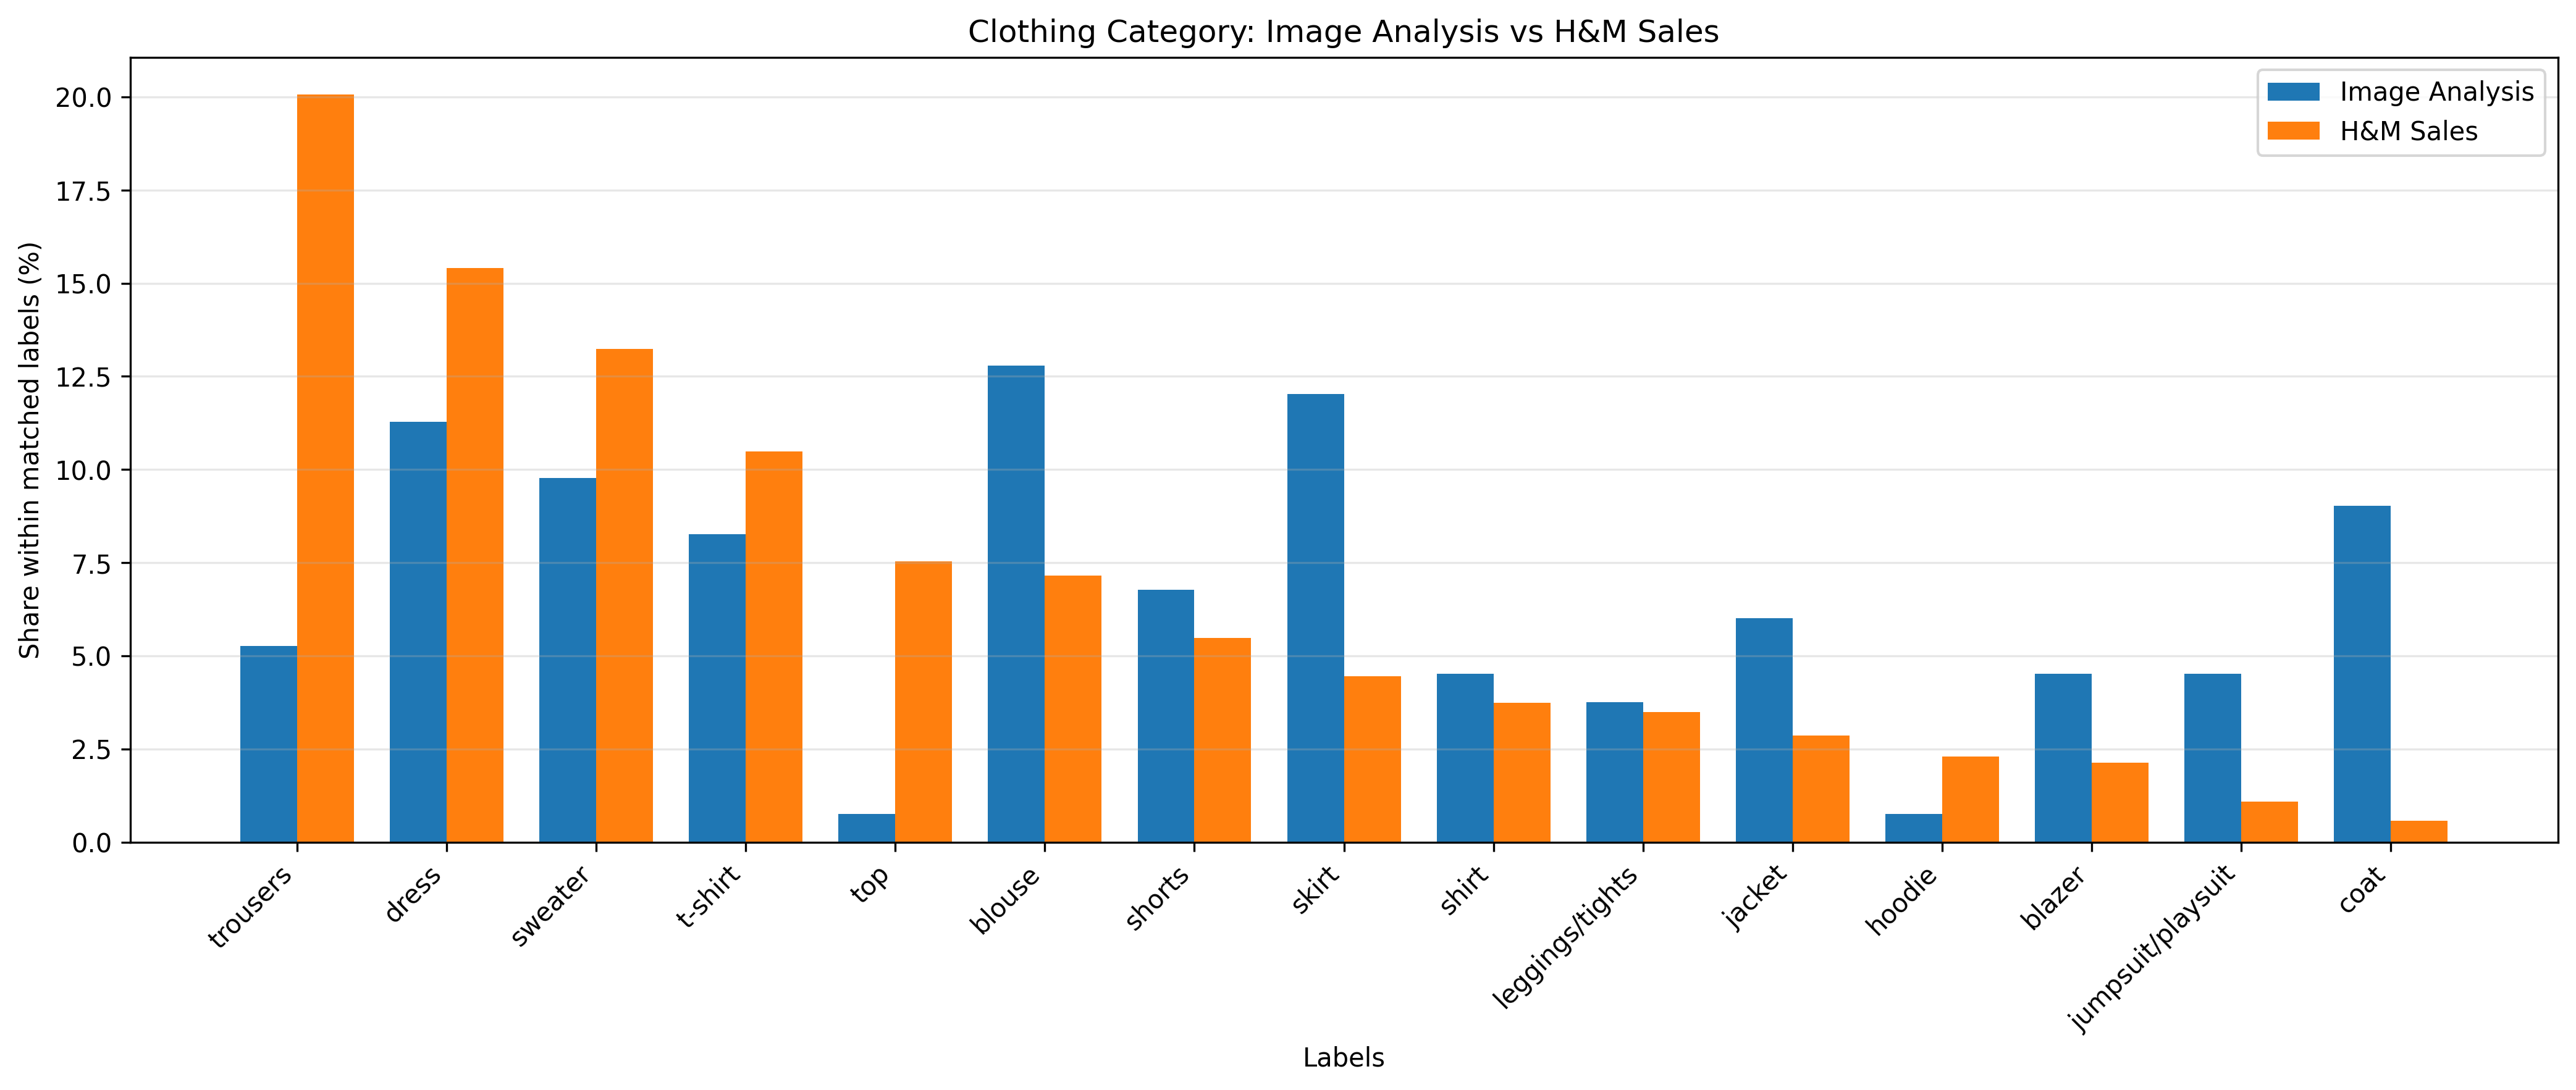 Clothing Category: Image Analysis vs H&M Sales
Image Analysis
H&M Sales
Share within matched labels (%)
20.0
17.5
15.0
12.5
10.0
7.5
5.0
2.5
0.0
trousers
dress
sweater
t-shirt
top
blouse
shorts
skirt
shirt
leggings/tights
jacket
hoodie
blazer
jumpsuit/playsuit
coat
Labels